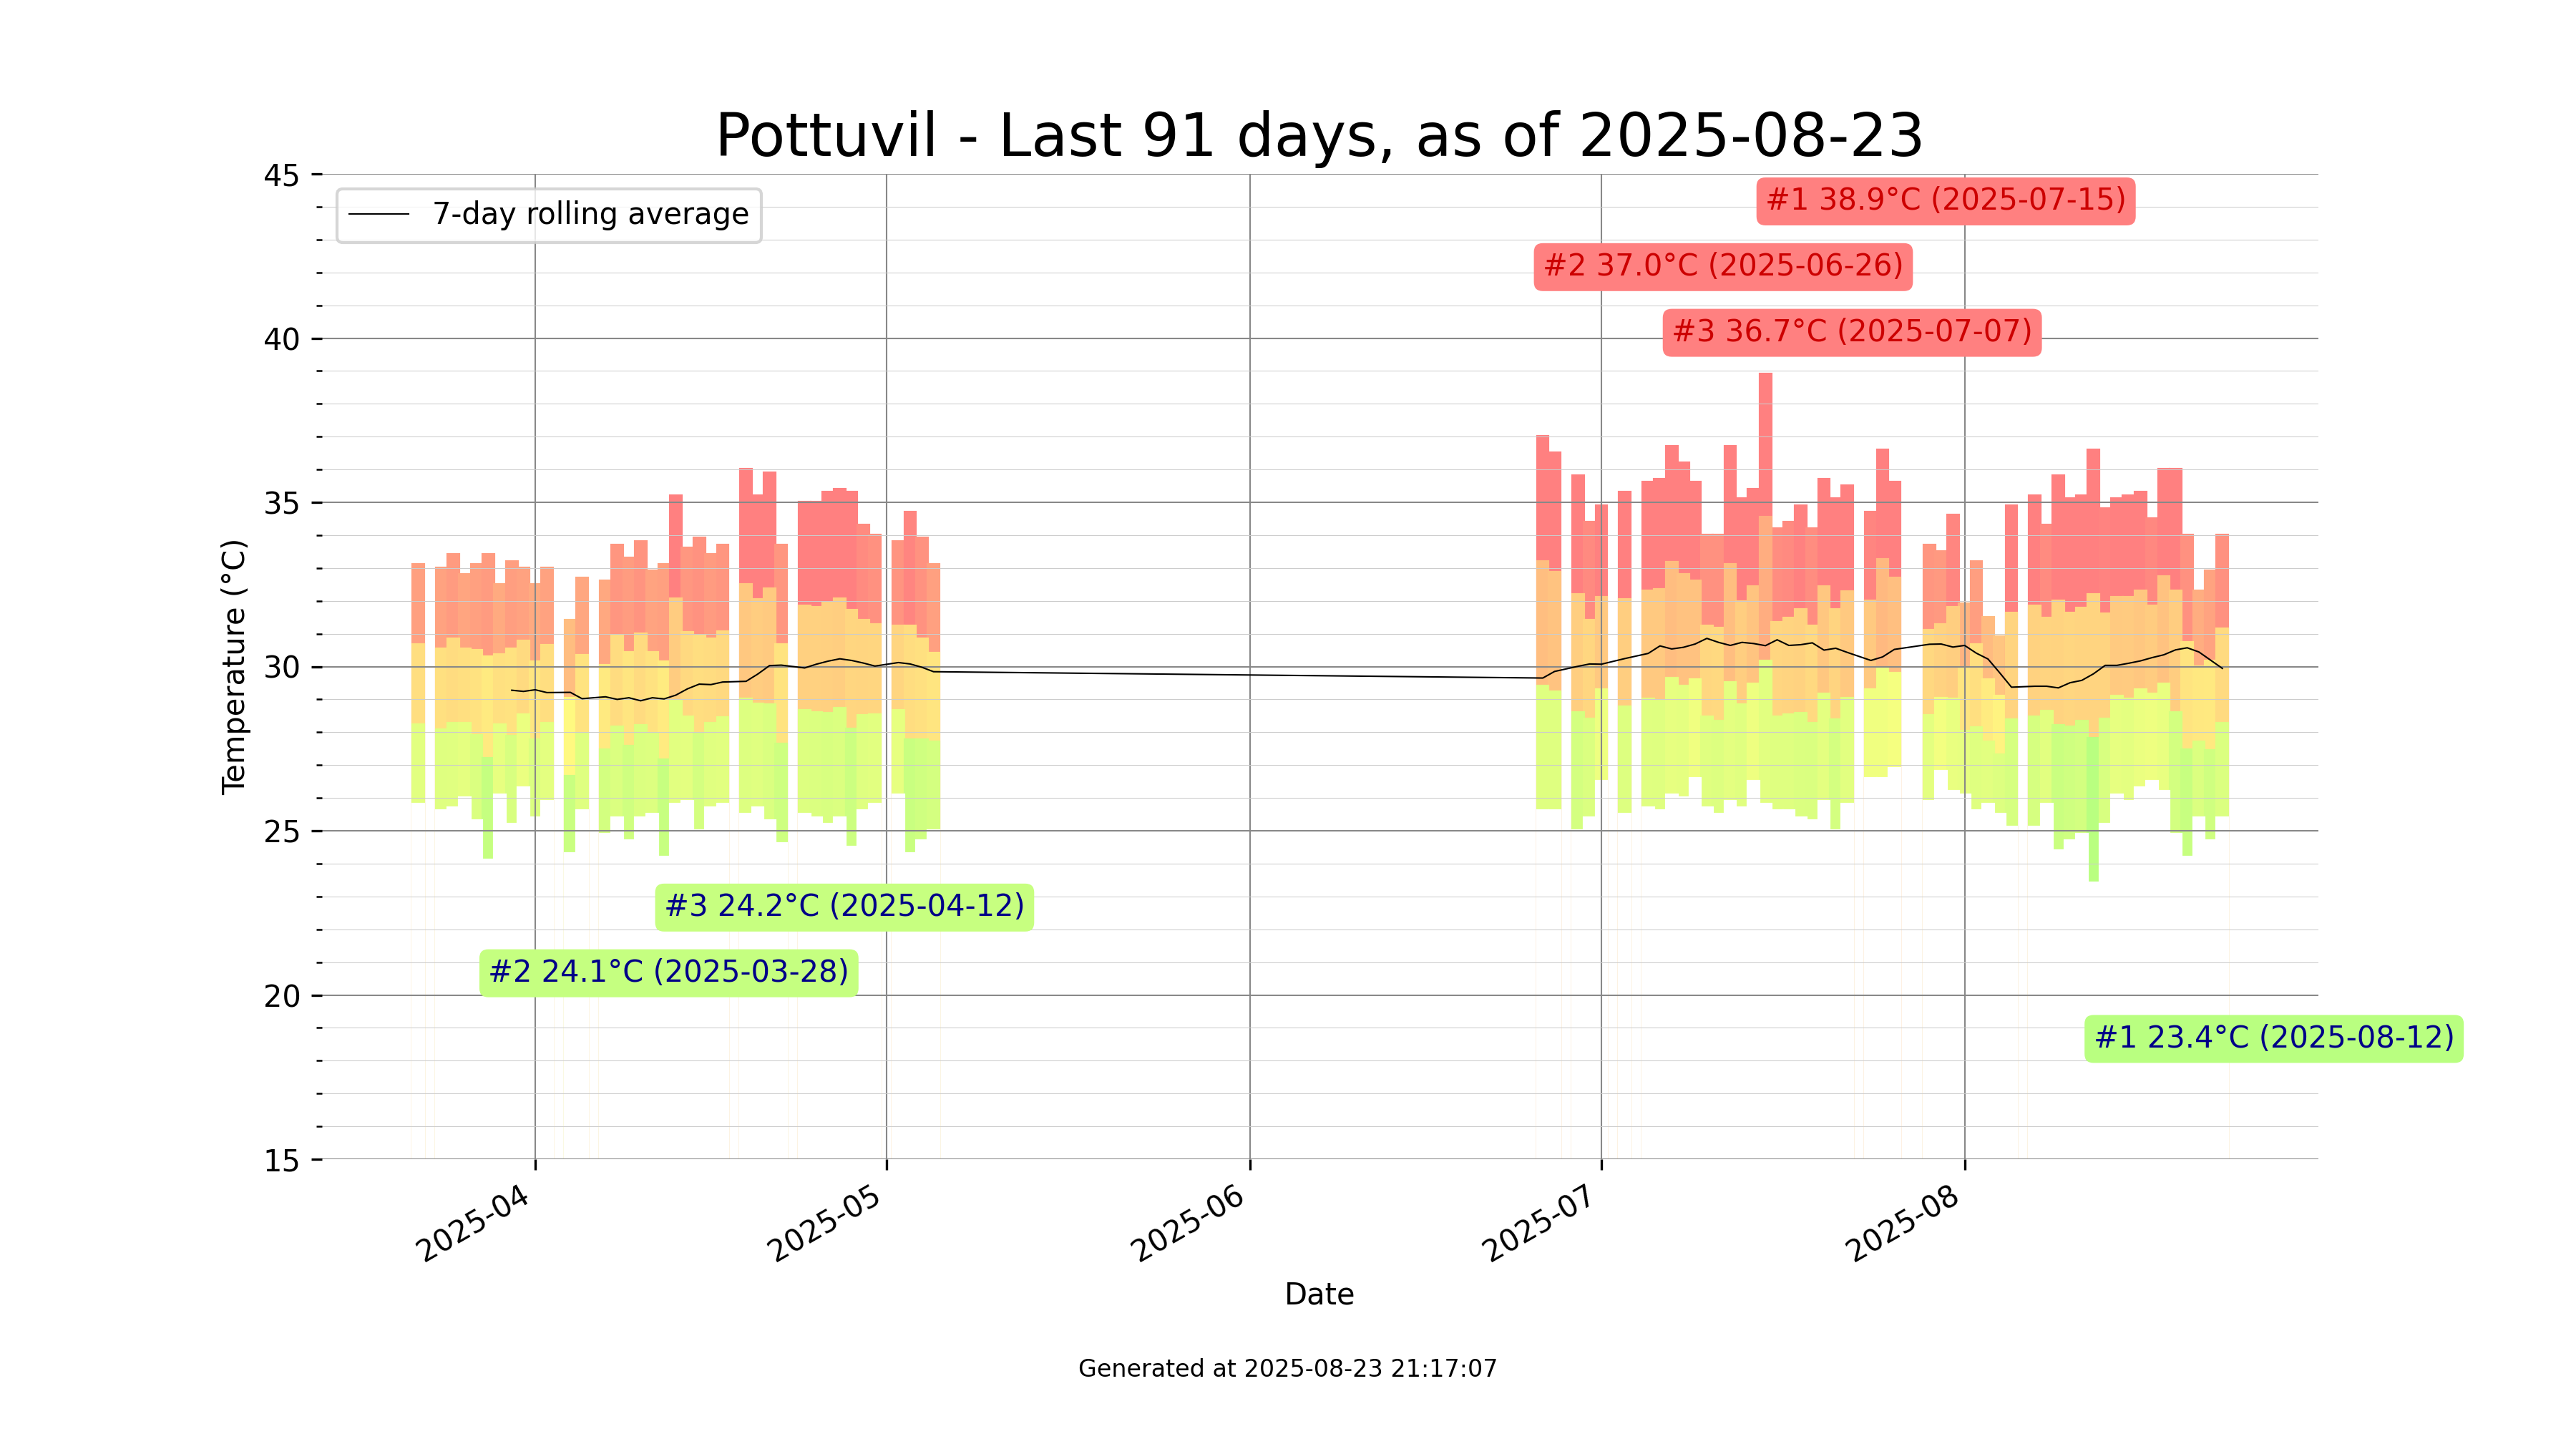 Pottuvil - Last 91 days, as of 2025-08-23
45
7-day rolling average
#1 38.9°C (2025-07-15)
#2 37.0°C (2025-06-26)
#3 36.7°C (2025-07-07)
40
35
30
25
20
15
Temperature (°C)
#3 24.2°C (2025-04-12)
#2 24.1°C (2025-03-28)
#1 23.4°C (2025-08-12)
2025-04
2025-05
2025-06
2025-07
2025-08
Date
Generated at 2025-08-23 21:17:07